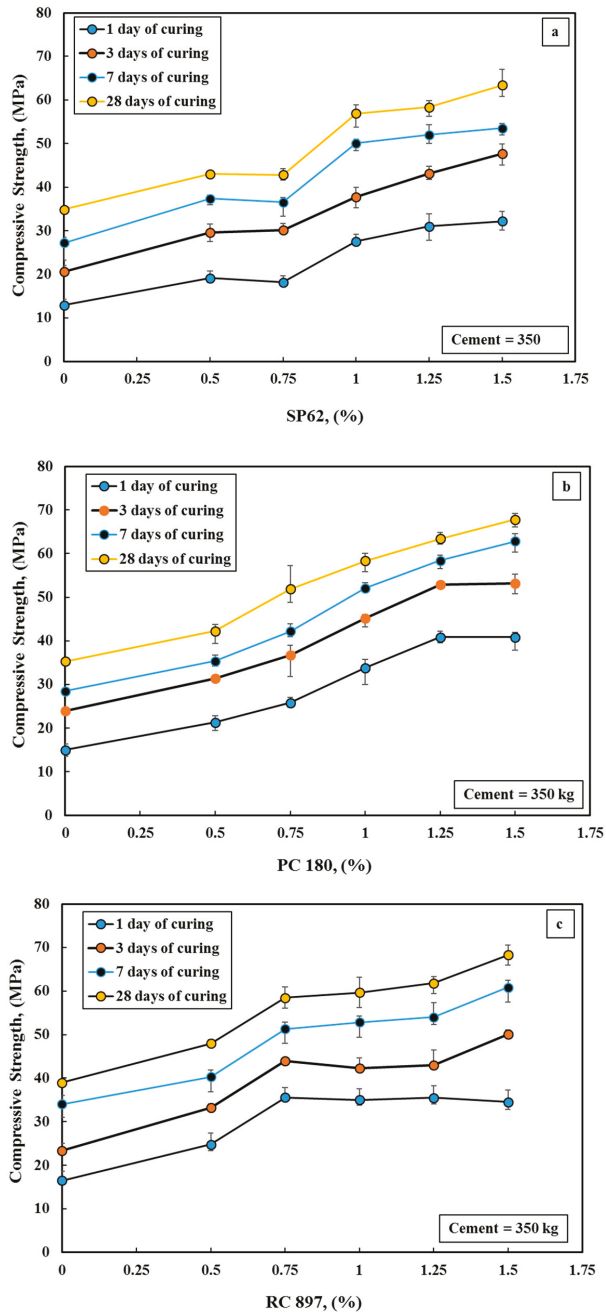 a
1 day of curing
3 days of curing
7 days of curing
28 days of curing
Compressive Strength, (MPa)
80
70
60
50
40
30
20
10
0
Cement = 350
0 0.25 0.5 0.75 1 1.25 1.5 1.75
SP62, (%)
b
1 day of curing
3 days of curing
7 days of curing
28 days of curing
Compressive Strength, (MPa)
80
70
60
50
40
30
20
10
0
Cement = 350 kg
0 0.25 0.5 0.75 1 1.25 1.5 1.75
PC 180, (%)
c
1 day of curing
3 days of curing
7 days of curing
28 days of curing
Compressive Strength, (MPa)
80
70
60
50
40
30
20
10
0
Cement = 350 kg
0 0.25 0.5 0.75 1 1.25 1.5 1.75
RC 897, (%)